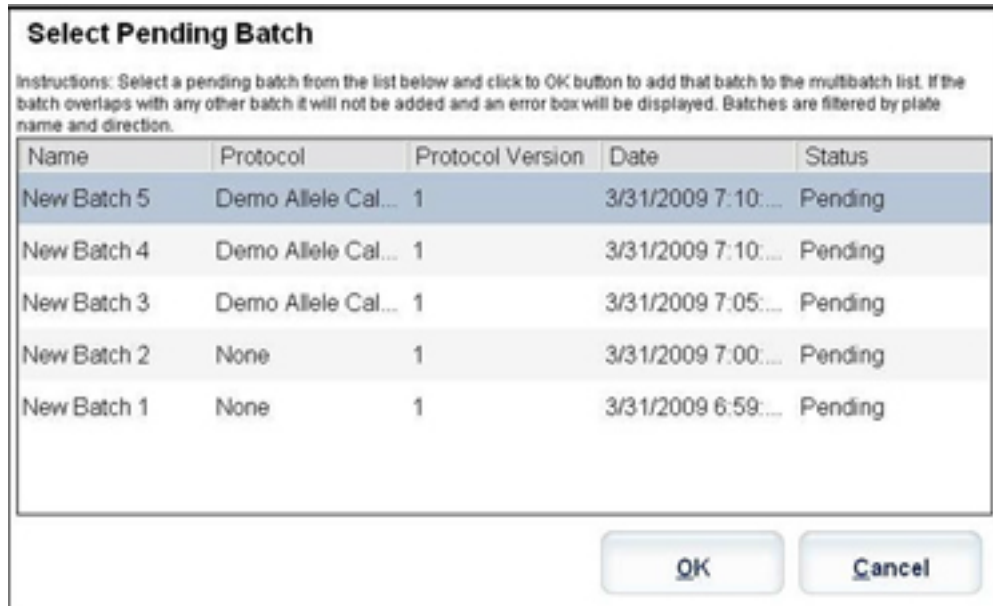 Select Pending Batch
Instructions: Select a pending batch from the list below and click to OK button to add that batch to the multibatch list. If the
batch overlaps with any other batch it will not be added and an error box will be displayed. Batches are filtered by plate
name and direction.
Name Protocol Protocol Version Date Status
New Batch 5 Demo Allele Cal... 1 3/31/2009 7:10:... Pending
New Batch 4 Demo Allele Cal... 1 3/31/2009 7:10:... Pending
New Batch 3 Demo Allele Cal... 1 3/31/2009 7:05:... Pending
New Batch 2 None 1 3/31/2009 7:00:... Pending
New Batch 1 None 1 3/31/2009 6:59:... Pending
OK Cancel